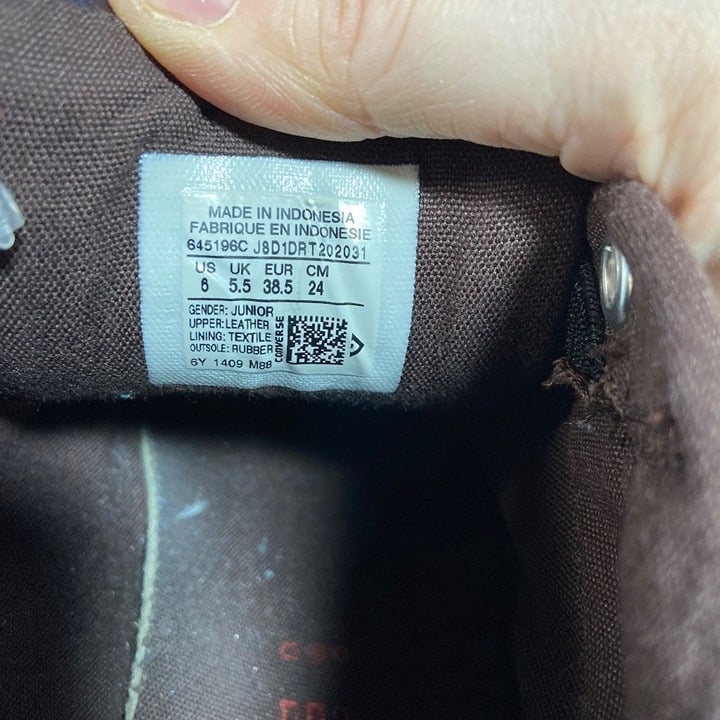 MADE IN INDONESIA
FABRIQUE EN INDONESIE
645196C J8D1DRT202031
US UK EUR CM
6 5.5 38.5 24
GENDER: JUNIOR
UPPER: LEATHER
LINING: TEXTILE
OUTSOLE: RUBBER
CONVERSE
6Y 1409 M88